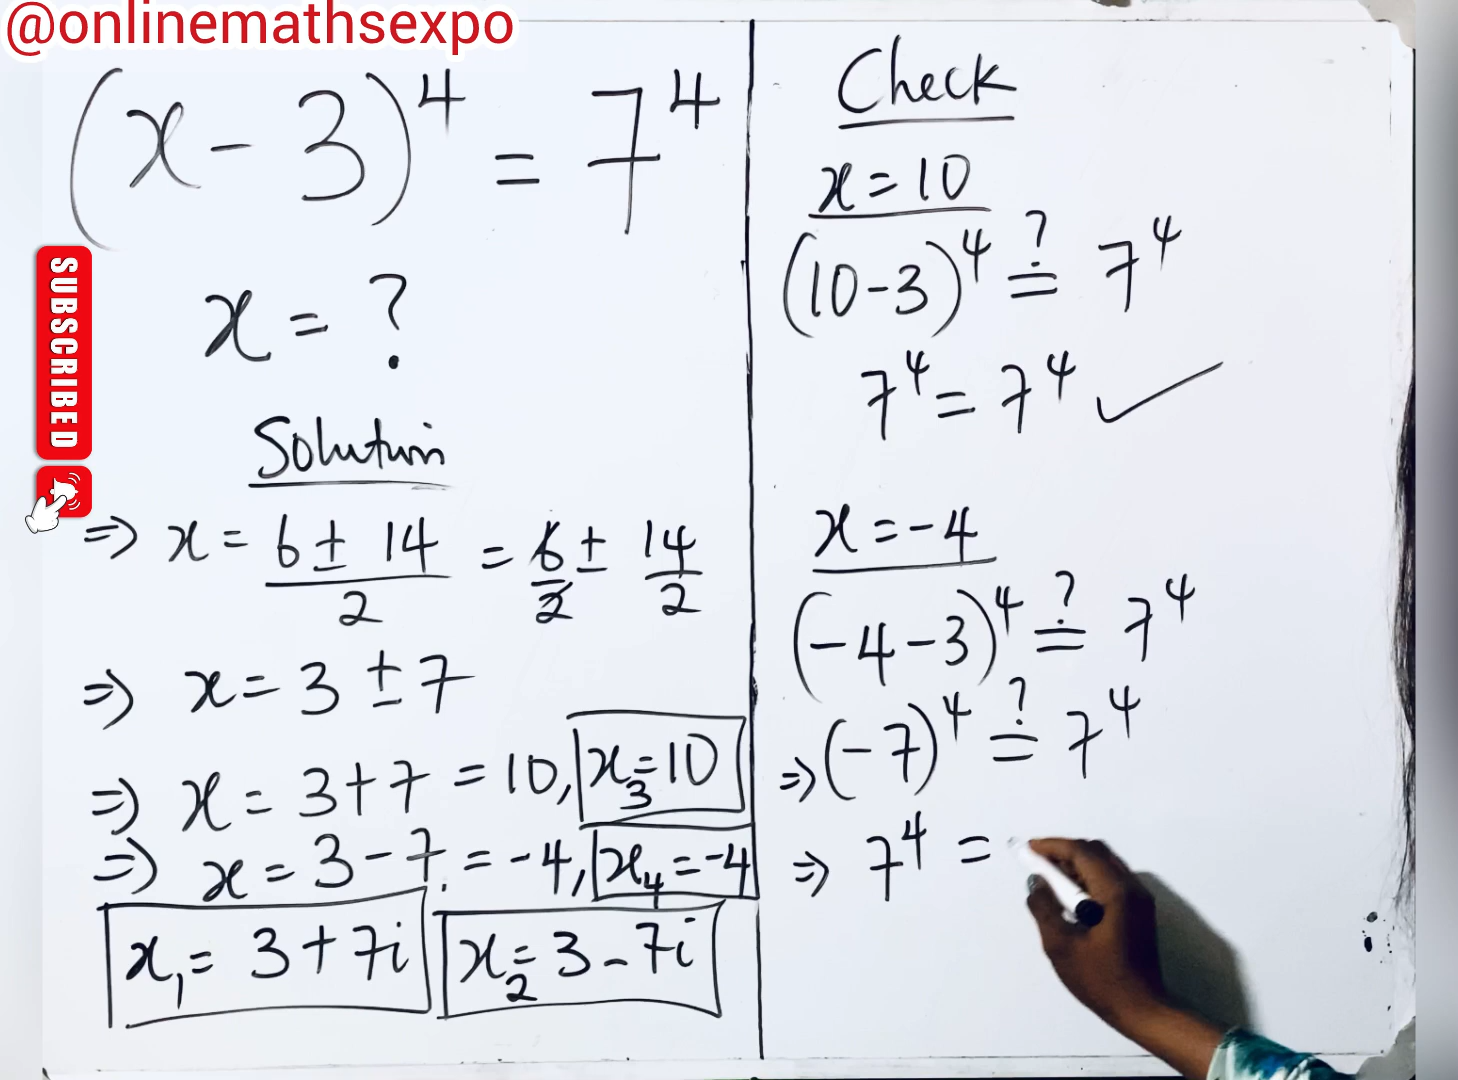 @onlinemathsexpo
(x-3)⁴ = 7⁴
x = ?
SUBSCRIBED
Solution
⇒ x = (6 ± 14)/2 = 6/2 ± 14/2
⇒ x = 3 ± 7
⇒ x = 3+7 = 10, x₃=10
⇒ x = 3-7 = -4, x₄=-4
x₁ = 3+7i x₂=3-7i
Check
x=10
(10-3)⁴ ≟ 7⁴
7⁴ = 7⁴ ✓
x=-4
(-4-3)⁴ ≟ 7⁴
⇒ (-7)⁴ ≟ 7⁴
⇒ 7⁴ =